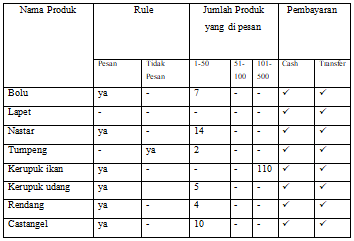 Nama Produk Rule Jumlah Produk yang di pesan Pembayaran
Pesan Tidak Pesan 1-50 51-100 101-500 Cash Transfer
Bolu ya - 7 - - ✓ ✓
Lapet - - - - - ✓ ✓
Nastar ya - 14 - - ✓ ✓
Tumpeng - ya 2 - - ✓ ✓
Kerupuk ikan ya - - - 110 ✓ ✓
Kerupuk udang ya 5 - - ✓ ✓
Rendang ya - 4 - - ✓ ✓
Castangel ya - 10 - - ✓ ✓